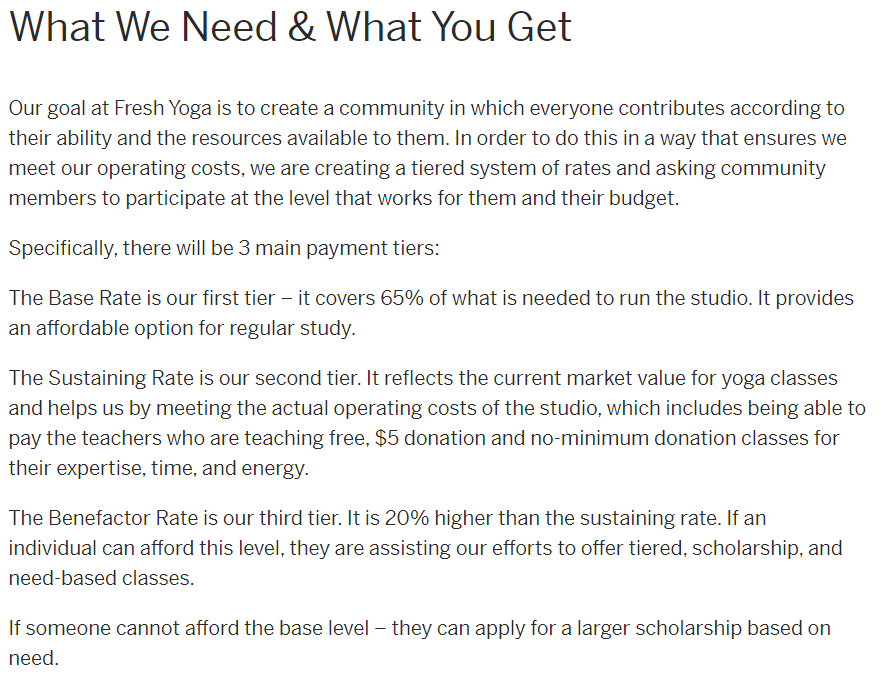 What We Need & What You Get
Our goal at Fresh Yoga is to create a community in which everyone contributes according to
their ability and the resources available to them. In order to do this in a way that ensures we
meet our operating costs, we are creating a tiered system of rates and asking community
members to participate at the level that works for them and their budget.
Specifically, there will be 3 main payment tiers:
The Base Rate is our first tier – it covers 65% of what is needed to run the studio. It provides
an affordable option for regular study.
The Sustaining Rate is our second tier. It reflects the current market value for yoga classes
and helps us by meeting the actual operating costs of the studio, which includes being able to
pay the teachers who are teaching free, $5 donation and no-minimum donation classes for
their expertise, time, and energy.
The Benefactor Rate is our third tier. It is 20% higher than the sustaining rate. If an
individual can afford this level, they are assisting our efforts to offer tiered, scholarship, and
need-based classes.
If someone cannot afford the base level – they can apply for a larger scholarship based on
need.